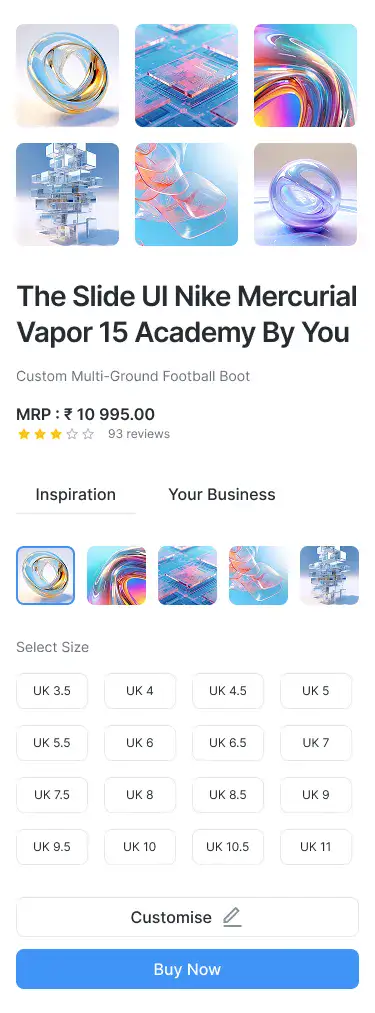 The Slide UI Nike Mercurial
Vapor 15 Academy By You
Custom Multi-Ground Football Boot
MRP : ₹ 10 995.00
93 reviews
Inspiration
Your Business
Select Size
UK 3.5
UK 4
UK 4.5
UK 5
UK 5.5
UK 6
UK 6.5
UK 7
UK 7.5
UK 8
UK 8.5
UK 9
UK 9.5
UK 10
UK 10.5
UK 11
Customise
Buy Now